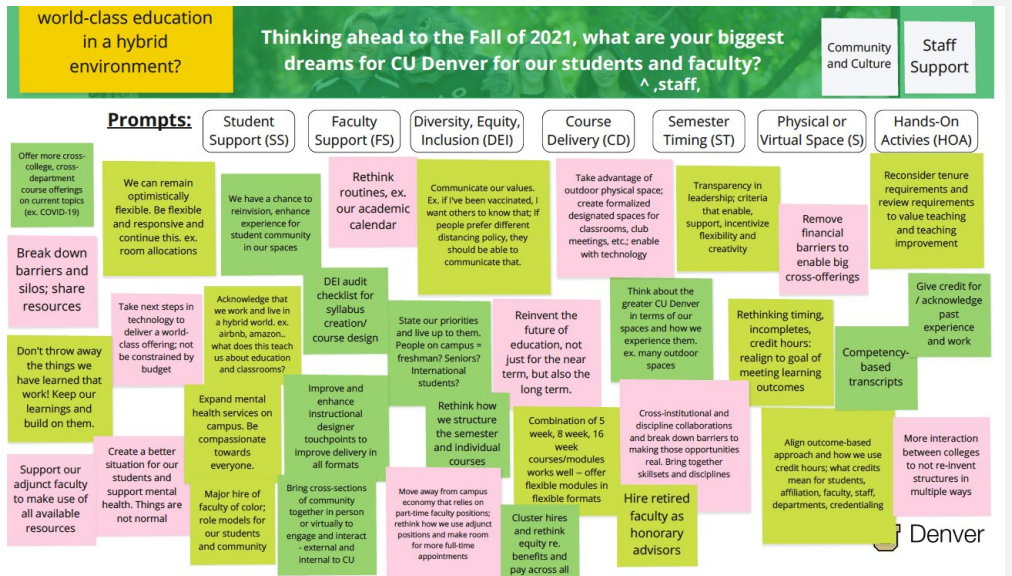 world-class education
in a hybrid
environment?
Thinking ahead to the Fall of 2021, what are your biggest
dreams for CU Denver for our students and faculty?
^ ,staff,
Community
and Culture
Staff
Support
Prompts:
Student
Support (SS)
Faculty
Support (FS)
Diversity, Equity,
Inclusion (DEI)
Course
Delivery (CD)
Semester
Timing (ST)
Physical or
Virtual Space (S)
Hands-On
Activies (HOA)
Offer more cross-
college, cross-
department
course offerings
on current topics
(ex. COVID-19)
We can remain
optimistically
flexible. Be flexible
and responsive and
continue this. ex.
room allocations
We have a chance to
reinvision, enhance
experience for
student community
in our spaces
Rethink
routines, ex.
our academic
calendar
Communicate our values.
Ex. if I've been vaccinated, I
want others to know that; If
people prefer different
distancing policy, they
should be able to
communicate that.
Take advantage of
outdoor physical space;
create formalized
designated spaces for
classrooms, club
meetings, etc.; enable
with technology
Transparency in
leadership; criteria
that enable,
support, incentivize
flexibility and
creativity
Remove
financial
barriers to
enable big
cross-offerings
Reconsider tenure
requirements and
review requirements
to value teaching
and teaching
improvement
Break down
barriers and
silos; share
resources
Take next steps in
technology to
deliver a world-
class offering; not
be constrained by
budget
Acknowledge that
we work and live in
a hybrid world. ex.
airbnb, amazon..
what does this teach
us about education
and classrooms?
DEI audit
checklist for
syllabus
creation/
course design
State our priorities
and live up to them.
People on campus =
freshman? Seniors?
International
students?
Reinvent the
future of
education, not
just for the near
term, but also the
long term.
Think about the
greater CU Denver
in terms of our
spaces and how we
experience them.
ex. many outdoor
spaces
Rethinking timing,
incompletes,
credit hours:
realign to goal of
meeting learning
outcomes
Competency-
based
transcripts
Give credit for
/ acknowledge
past
experience
and work
Don't throw away
the things we
have learned that
work! Keep our
learnings and
build on them.
Expand mental
health services on
campus. Be
compassionate
towards
everyone.
Improve and
enhance
instructional
designer
touchpoints to
improve delivery in
all formats
Rethink how
we structure
the semester
and individual
courses
Combination of 5
week, 8 week, 16
week
courses/modules
works well -- offer
flexible modules in
flexible formats
Cross-institutional and
discipline collaborations
and break down barriers to
making those opportunities
real. Bring together
skillsets and disciplines
Align outcome-based
approach and how we use
credit hours; what credits
mean for students,
affiliation, faculty, staff,
departments, credentialing
More interaction
between colleges
to not re-invent
structures in
multiple ways
Support our
adjunct faculty
to make use of
all available
resources
Create a better
situation for our
students and
support mental
health. Things are
not normal
Major hire of
faculty of color;
role models for
our students
and community
Bring cross-sections
of community
together in person
or virtually to
engage and interact
- external and
internal to CU
Move away from campus
economy that relies on
part-time faculty positions;
rethink how we use adjunct
positions and make room
for more full-time
appointments
Cluster hires
and rethink
equity re.
benefits and
pay across all
Hire retired
faculty as
honorary
advisors
Denver